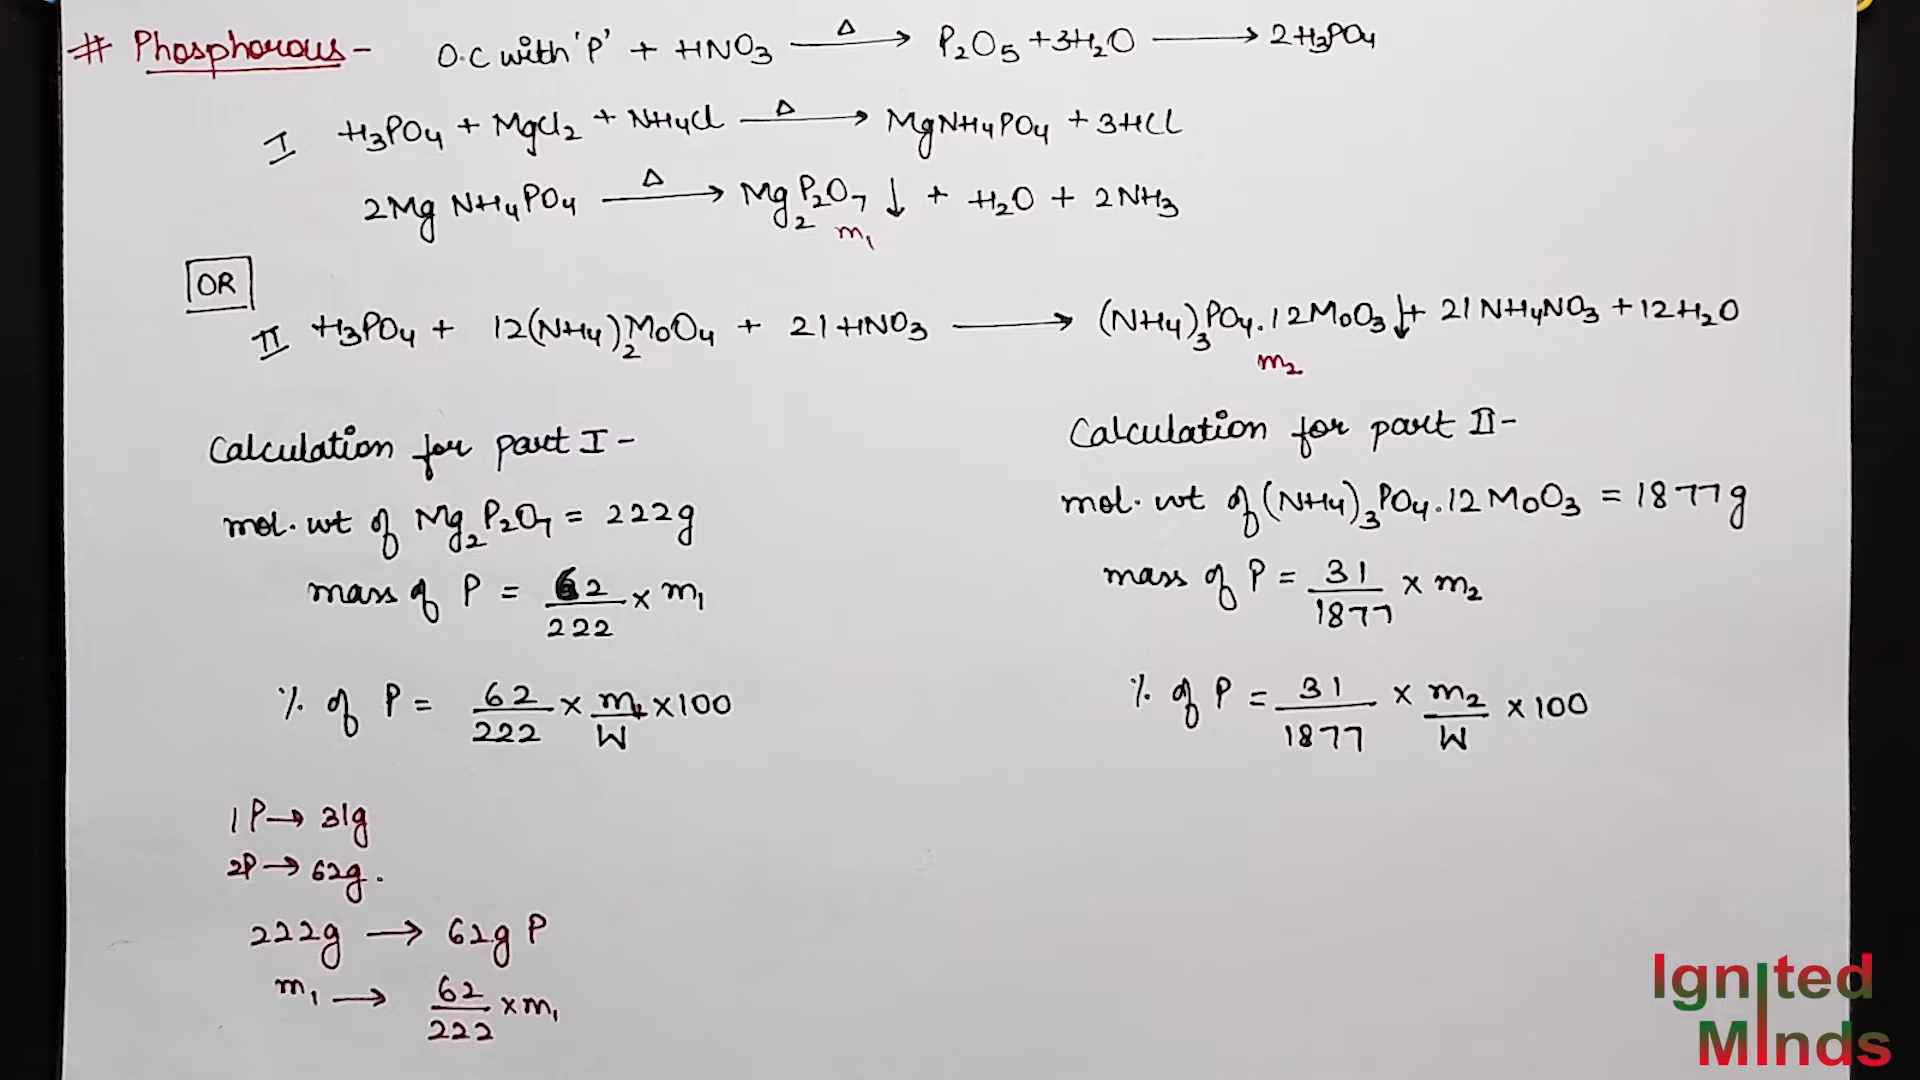 # Phosphorous - O.C with 'P' + HNO3 —Δ→ P2O5 + 3H2O → 2H3PO4
I H3PO4 + MgCl2 + NH4Cl —Δ→ MgNH4PO4 + 3HCl
2Mg NH4PO4 —Δ→ Mg2P2O7 ↓ + H2O + 2NH3
m1
OR
II H3PO4 + 12(NH4)2MoO4 + 21HNO3 → (NH4)3PO4.12MoO3↓ + 21NH4NO3 + 12H2O
m2
Calculation for part I -
mol. wt of Mg2P2O7 = 222g
mass of P = 62/222 x m1
% of P = 62/222 x m1/W x 100
1P → 31g
2P → 62g.
222g → 62g P
m1 → 62/222 x m1
Calculation for part II -
mol. wt of (NH4)3PO4.12MoO3 = 1877g
mass of P = 31/1877 x m2
% of P = 31/1877 x m2/W x 100
Ignited
Minds